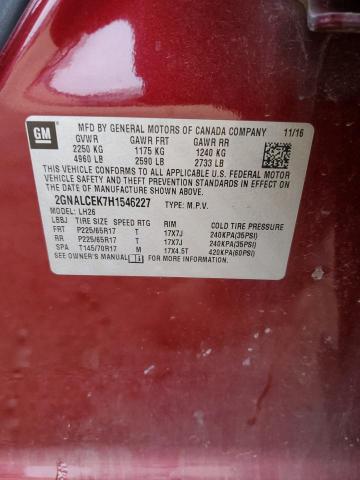 GM
MFD BY GENERAL MOTORS OF CANADA COMPANY 11/16
GVWR GAWR FRT GAWR RR
2250 KG 1175 KG 1240 KG
4960 LB 2590 LB 2733 LB
THIS VEHICLE CONFORMS TO ALL APPLICABLE U.S. FEDERAL MOTOR
VEHICLE SAFETY AND THEFT PREVENTION STANDARDS IN EFFECT ON
THE DATE OF MANUFACTURE SHOWN ABOVE.
2GNALCEK7H1546227 TYPE: M.P.V.
MODEL: LH26
LBBJ TIRE SIZE SPEED RTG RIM COLD TIRE PRESSURE
FRT P225/65R17 T 17X7J 240KPA(35PSI)
RR P225/65R17 T 17X7J 240KPA(35PSI)
SPA T145/70R17 M 17X4.5T 420KPA(60PSI)
SEE OWNER'S MANUAL FOR MORE INFORMATION.